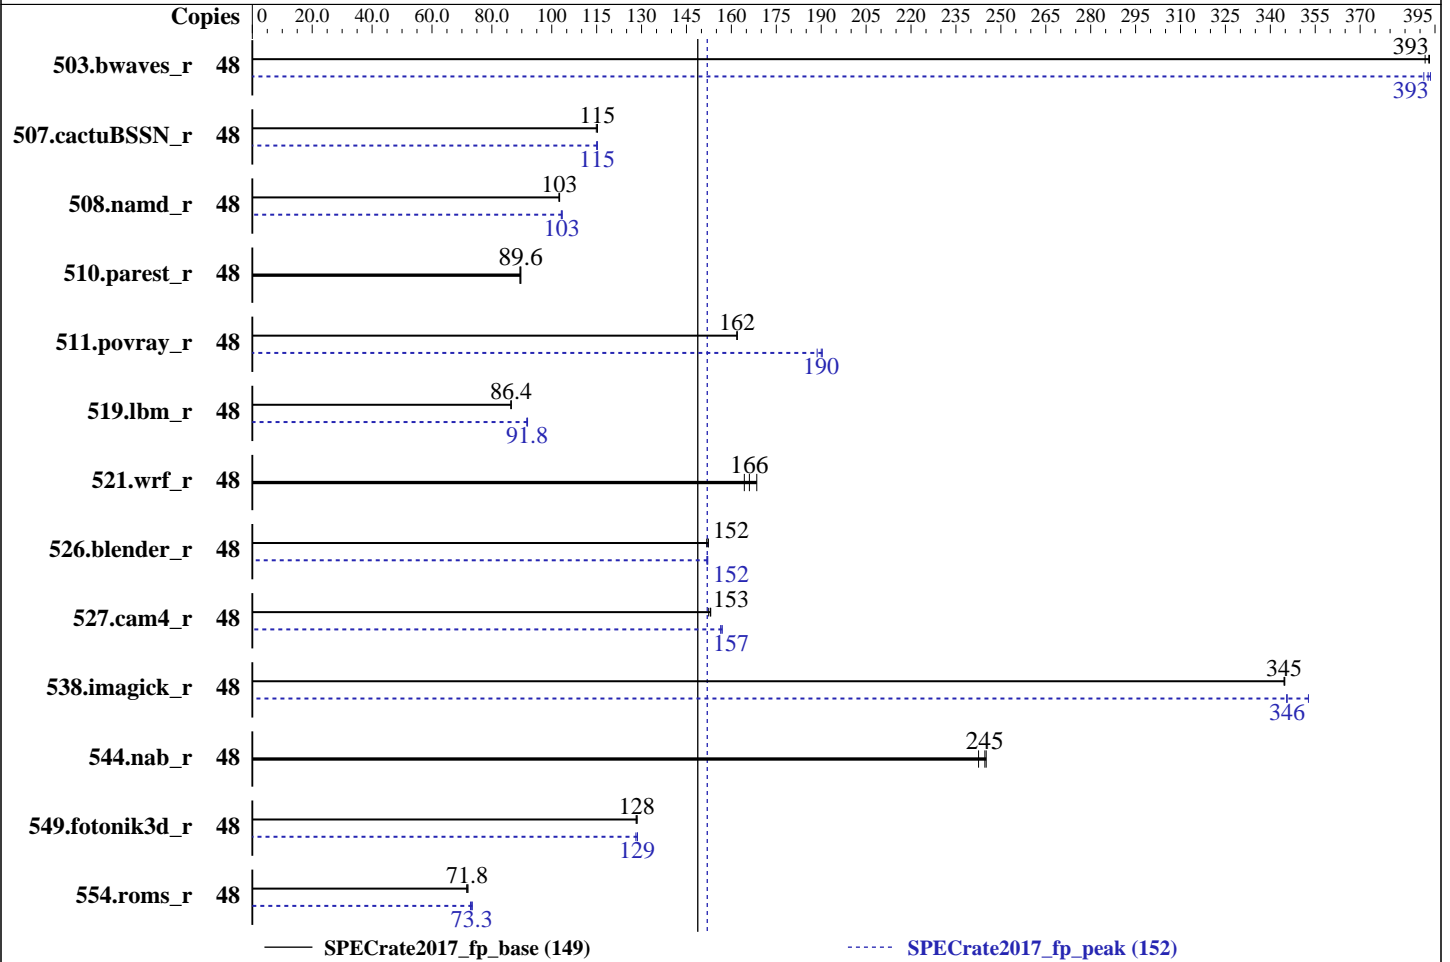 Copies 0 20.0 40.0 60.0 80.0 100 115 130 145 160 175 190 205 220 235 250 265 280 295 310 325 340 355 370 395
393
503.bwaves_r 48
393
115
507.cactuBSSN_r 48
115
103
508.namd_r 48
103
89.6
510.parest_r 48
162
511.povray_r 48
190
86.4
519.lbm_r 48
91.8
166
521.wrf_r 48
152
526.blender_r 48
152
153
527.cam4_r 48
157
345
538.imagick_r 48
346
245
544.nab_r 48
128
549.fotonik3d_r 48
129
71.8
554.roms_r 48
73.3
SPECrate2017_fp_base (149) SPECrate2017_fp_peak (152)